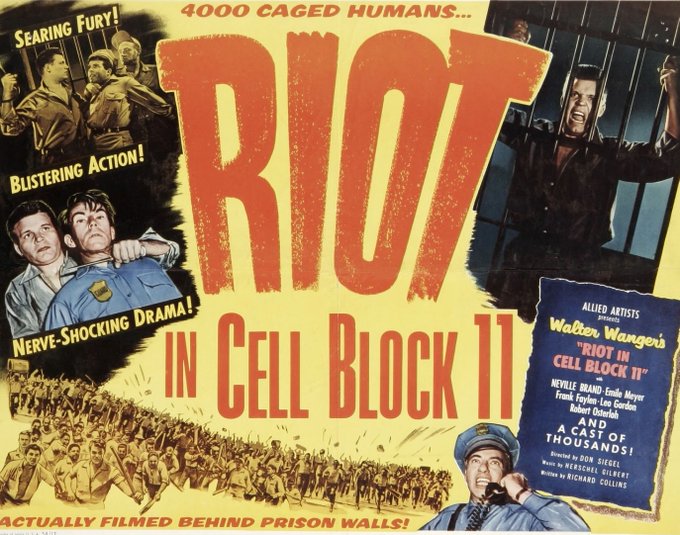 4000 CAGED HUMANS...
SEARING FURY!
BLISTERING ACTION!
NERVE-SHOCKING DRAMA!
RIOT
IN CELL BLOCK 11
ALLIED ARTISTS
presents
Walter Wanger's
"RIOT IN
CELL BLOCK 11"
with
NEVILLE BRAND · Emile Meyer
Frank Faylen · Leo Gordon
Robert Osterloh
AND
A CAST OF
THOUSANDS!
Directed by DON SIEGEL
Music by HERSCHEL GILBERT
Written by RICHARD COLLINS
ACTUALLY FILMED BEHIND PRISON WALLS!